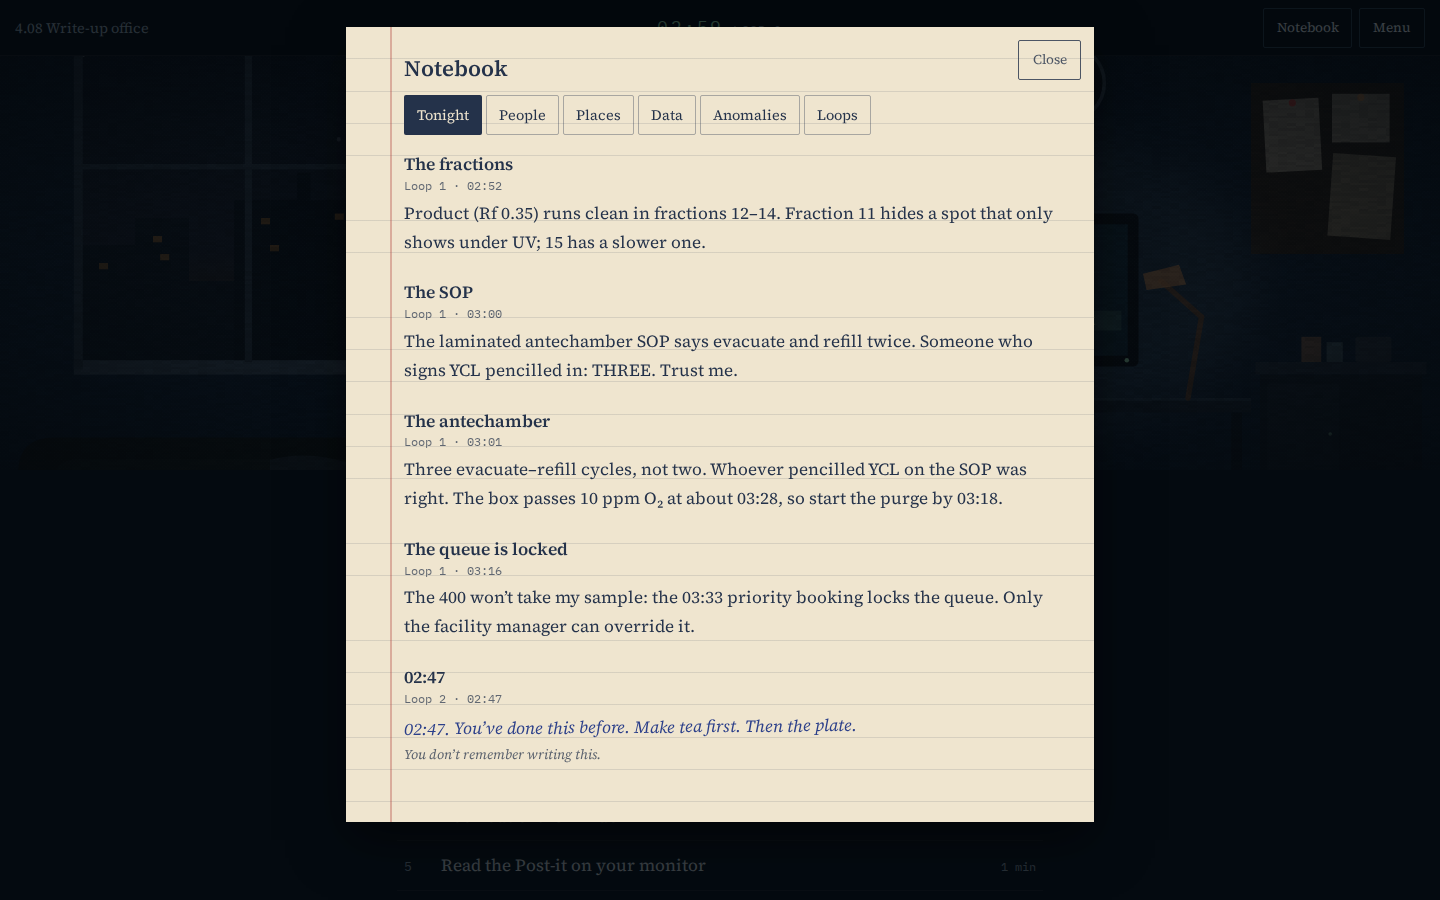 4.08 Write-up office
Notebook
Menu
Notebook
Close
Tonight
People
Places
Data
Anomalies
Loops
The fractions
Loop 1 · 02:52
Product (Rf 0.35) runs clean in fractions 12–14. Fraction 11 hides a spot that only
shows under UV; 15 has a slower one.
The SOP
Loop 1 · 03:00
The laminated antechamber SOP says evacuate and refill twice. Someone who
signs YCL pencilled in: THREE. Trust me.
The antechamber
Loop 1 · 03:01
Three evacuate–refill cycles, not two. Whoever pencilled YCL on the SOP was
right. The box passes 10 ppm O₂ at about 03:28, so start the purge by 03:18.
The queue is locked
Loop 1 · 03:16
The 400 won’t take my sample: the 03:33 priority booking locks the queue. Only
the facility manager can override it.
02:47
Loop 2 · 02:47
02:47. You’ve done this before. Make tea first. Then the plate.
You don’t remember writing this.
5 Read the Post-it on your monitor 1 min